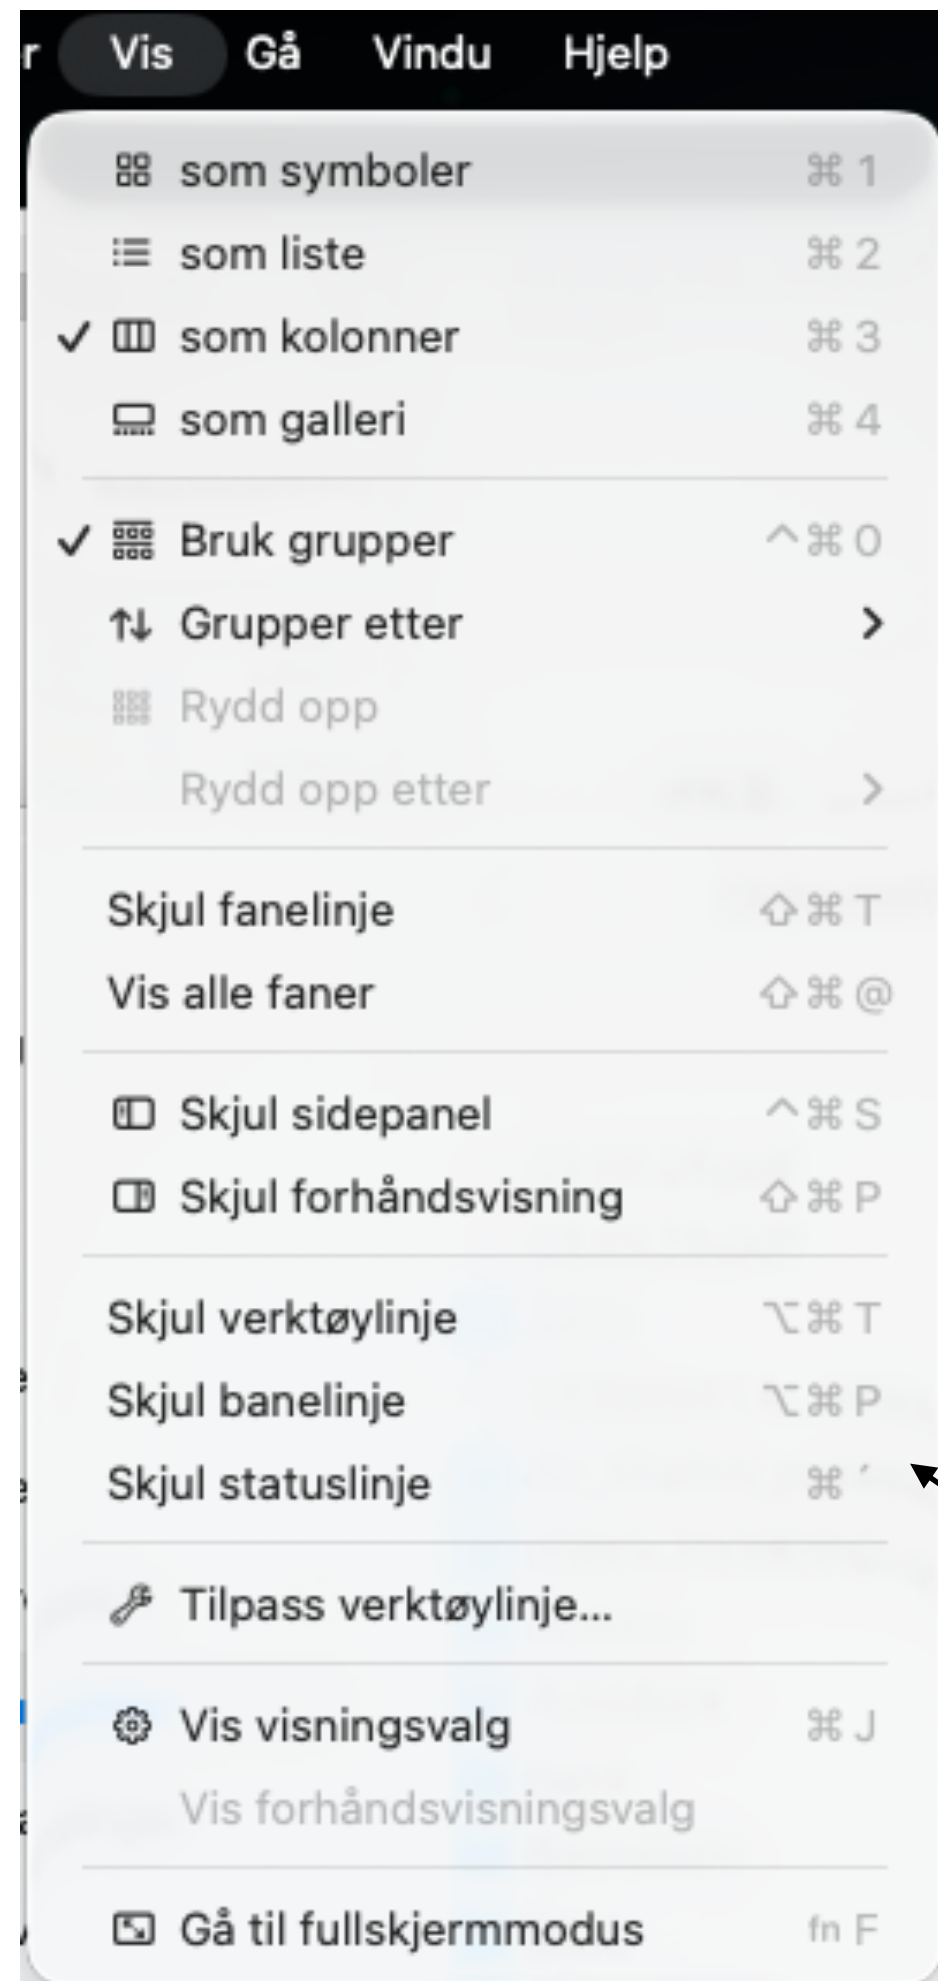 r Vis Gå Vindu Hjelp
som symboler ⌘ 1
som liste ⌘ 2
✓ som kolonner ⌘ 3
som galleri ⌘ 4
✓ Bruk grupper ^⌘ 0
Grupper etter >
Rydd opp
Rydd opp etter >
Skjul fanelinje ⇧⌘ T
Vis alle faner ⇧⌘ @
Skjul sidepanel ^⌘ S
Skjul forhåndsvisning ⇧⌘ P
Skjul verktøylinje ⌥⌘ T
Skjul banelinje ⌥⌘ P
Skjul statuslinje ⌘ ´
Tilpass verktøylinje...
Vis visningsvalg ⌘ J
Vis forhåndsvisningsvalg
Gå til fullskjermmodus fn F